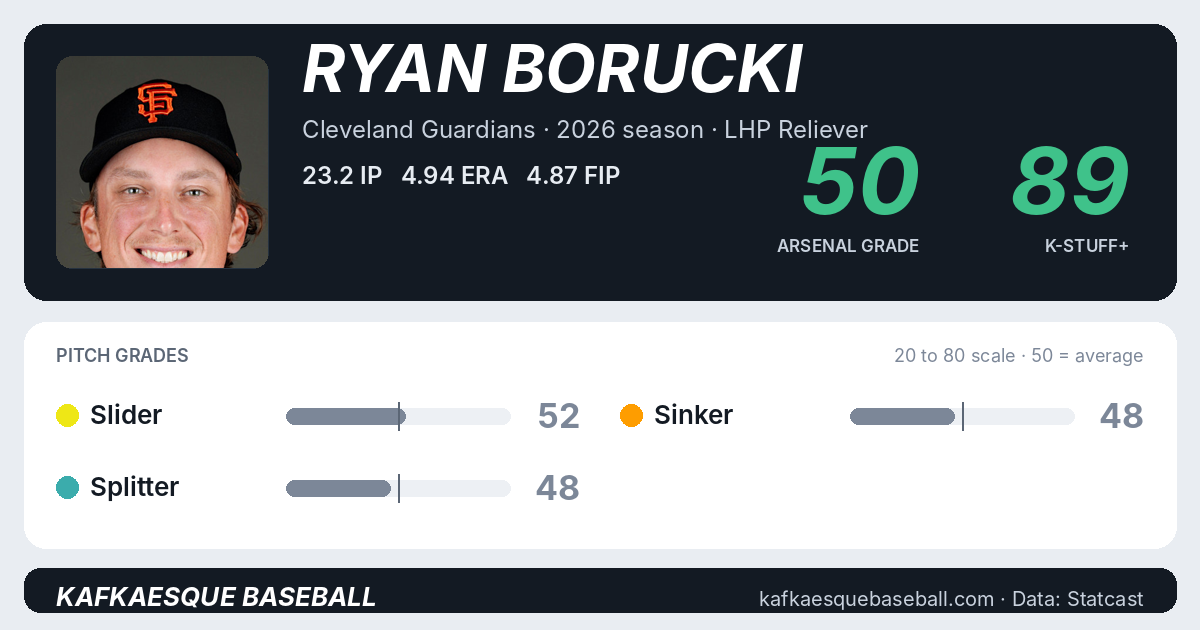 RYAN BORUCKI
Cleveland Guardians · 2026 season · LHP Reliever
23.2 IP 4.94 ERA 4.87 FIP
50 89
ARSENAL GRADE K-STUFF+
SF
PITCH GRADES 20 to 80 scale · 50 = average
Slider 52 Sinker 48
Splitter 48
KAFKAESQUE BASEBALL kafkaesquebaseball.com · Data: Statcast